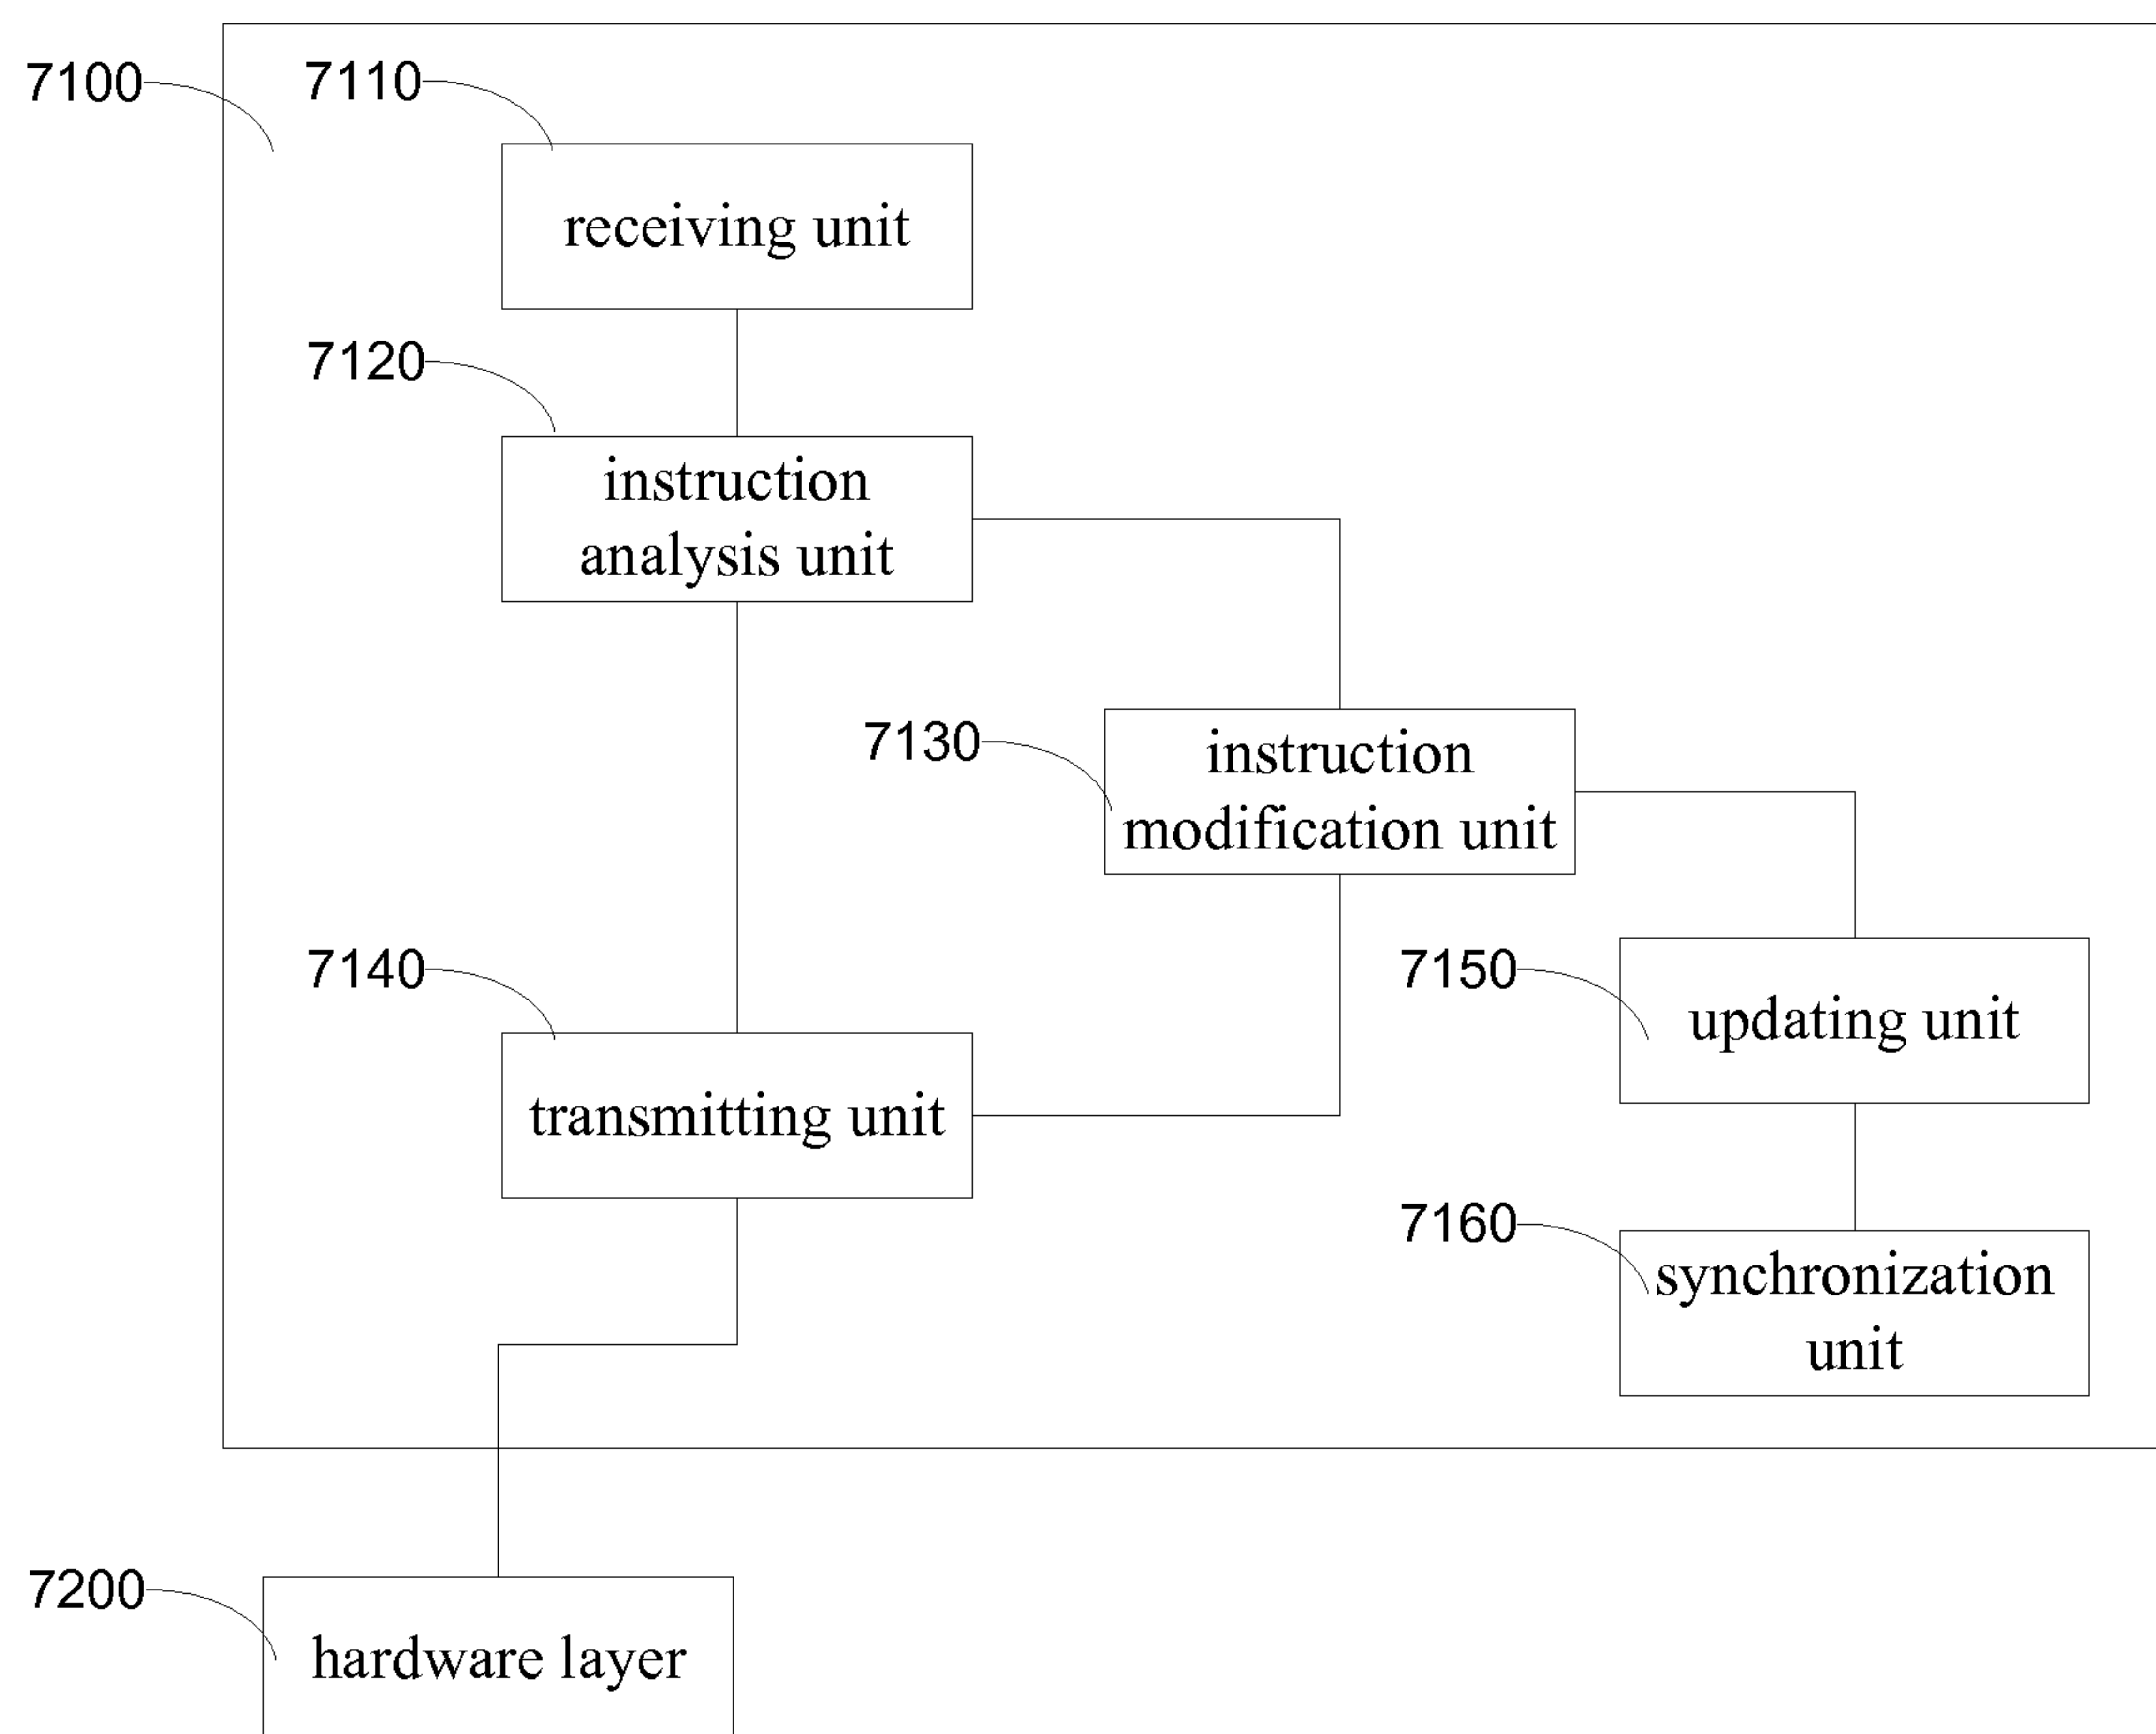 7100
7110
receiving unit
7120
instruction
analysis unit
7130
instruction
modification unit
7140
transmitting unit
7150
updating unit
7160
synchronization
unit
7200
hardware layer